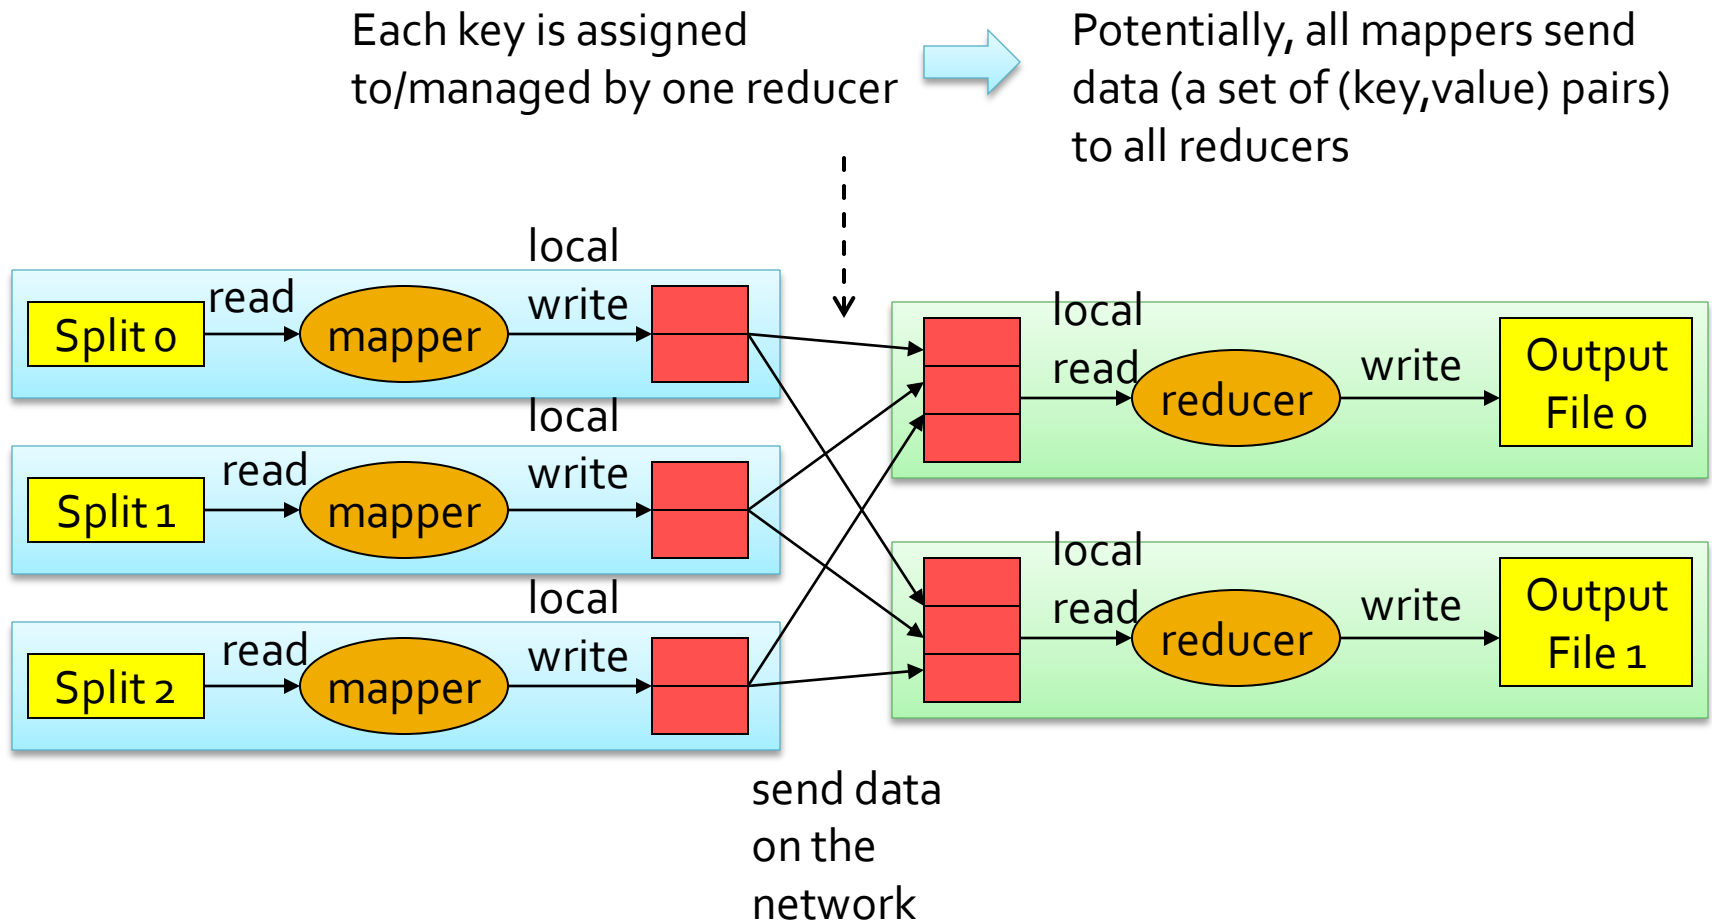 Each key is assigned
to/managed by one reducer
Potentially, all mappers send
data (a set of (key,value) pairs)
to all reducers
Split 0
read
mapper
local
write
Split 1
read
mapper
local
write
Split 2
read
mapper
local
write
local
read
reducer
write
Output
File 0
local
read
reducer
write
Output
File 1
send data
on the
network